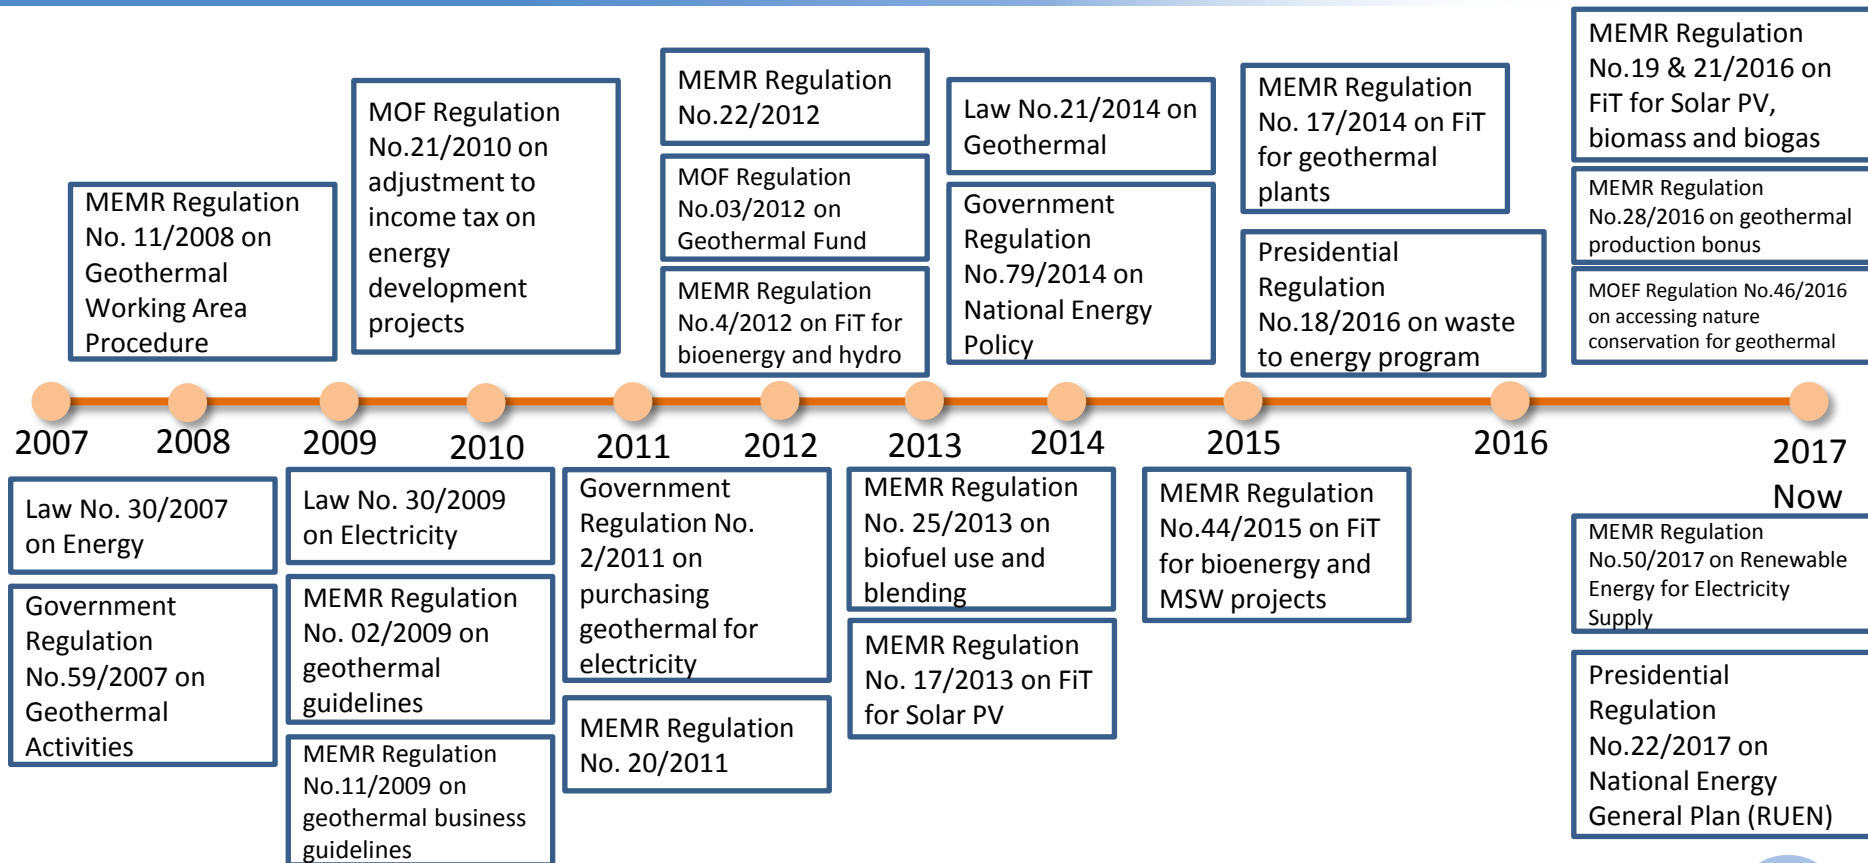 MEMR Regulation
No. 11/2008 on
Geothermal
Working Area
Procedure
MOF Regulation
No.21/2010 on
adjustment to
income tax on
energy
development
projects
MEMR Regulation
No.22/2012
MOF Regulation
No.03/2012 on
Geothermal Fund
MEMR Regulation
No.4/2012 on FiT for
bioenergy and hydro
Law No.21/2014 on
Geothermal
Government
Regulation
No.79/2014 on
National Energy
Policy
MEMR Regulation
No. 17/2014 on FiT
for geothermal
plants
Presidential
Regulation
No.18/2016 on waste
to energy program
MEMR Regulation
No.19 & 21/2016 on
FiT for Solar PV,
biomass and biogas
MEMR Regulation
No.28/2016 on geothermal
production bonus
MOEF Regulation No.46/2016
on accessing nature
conservation for geothermal
2007
2008
2009
2010
2011
2012
2013
2014
2015
2016
2017
Now
Law No. 30/2007
on Energy
Government
Regulation
No.59/2007 on
Geothermal
Activities
Law No. 30/2009
on Electricity
MEMR Regulation
No. 02/2009 on
geothermal
guidelines
MEMR Regulation
No.11/2009 on
geothermal business
guidelines
Government
Regulation No.
2/2011 on
purchasing
geothermal for
electricity
MEMR Regulation
No. 20/2011
MEMR Regulation
No. 25/2013 on
biofuel use and
blending
MEMR Regulation
No. 17/2013 on FiT
for Solar PV
MEMR Regulation
No.44/2015 on FiT
for bioenergy and
MSW projects
MEMR Regulation
No.50/2017 on Renewable
Energy for Electricity
Supply
Presidential
Regulation
No.22/2017 on
National Energy
General Plan (RUEN)